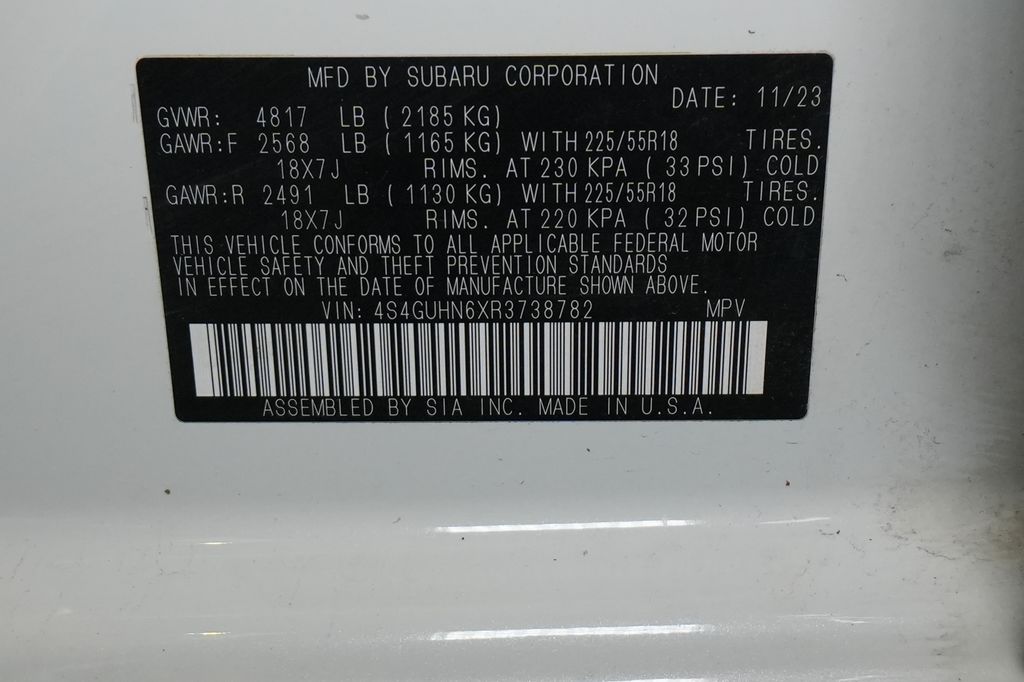 MFD BY SUBARU CORPORATION
DATE: 11/23
GVWR: 4817 LB (2185 KG)
GAWR:F 2568 LB (1165 KG) WITH 225/55R18 TIRES.
18X7J RIMS. AT 230 KPA (33 PSI) COLD
GAWR:R 2491 LB (1130 KG) WITH 225/55R18 TIRES.
18X7J RIMS. AT 220 KPA (32 PSI) COLD
THIS VEHICLE CONFORMS TO ALL APPLICABLE FEDERAL MOTOR
VEHICLE SAFETY AND THEFT PREVENTION STANDARDS
IN EFFECT ON THE DATE OF MANUFACTURE SHOWN ABOVE.
VIN: 4S4GUHN6XR3738782 MPV
ASSEMBLED BY SIA INC. MADE IN U.S.A.